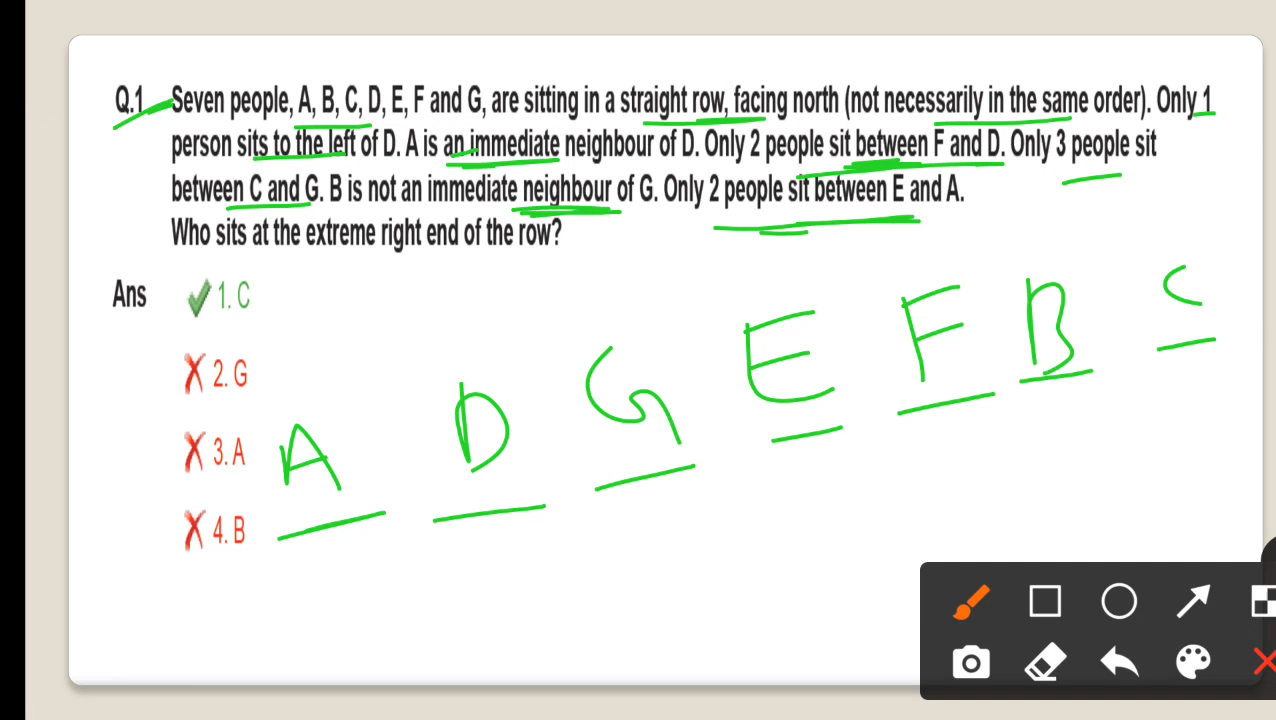 Q.1 Seven people, A, B, C, D, E, F and G, are sitting in a straight row, facing north (not necessarily in the same order). Only 1
person sits to the left of D. A is an immediate neighbour of D. Only 2 people sit between F and D. Only 3 people sit
between C and G. B is not an immediate neighbour of G. Only 2 people sit between E and A.
Who sits at the extreme right end of the row?
Ans 1. C
2. G
3. A
4. B
A D G E F B C